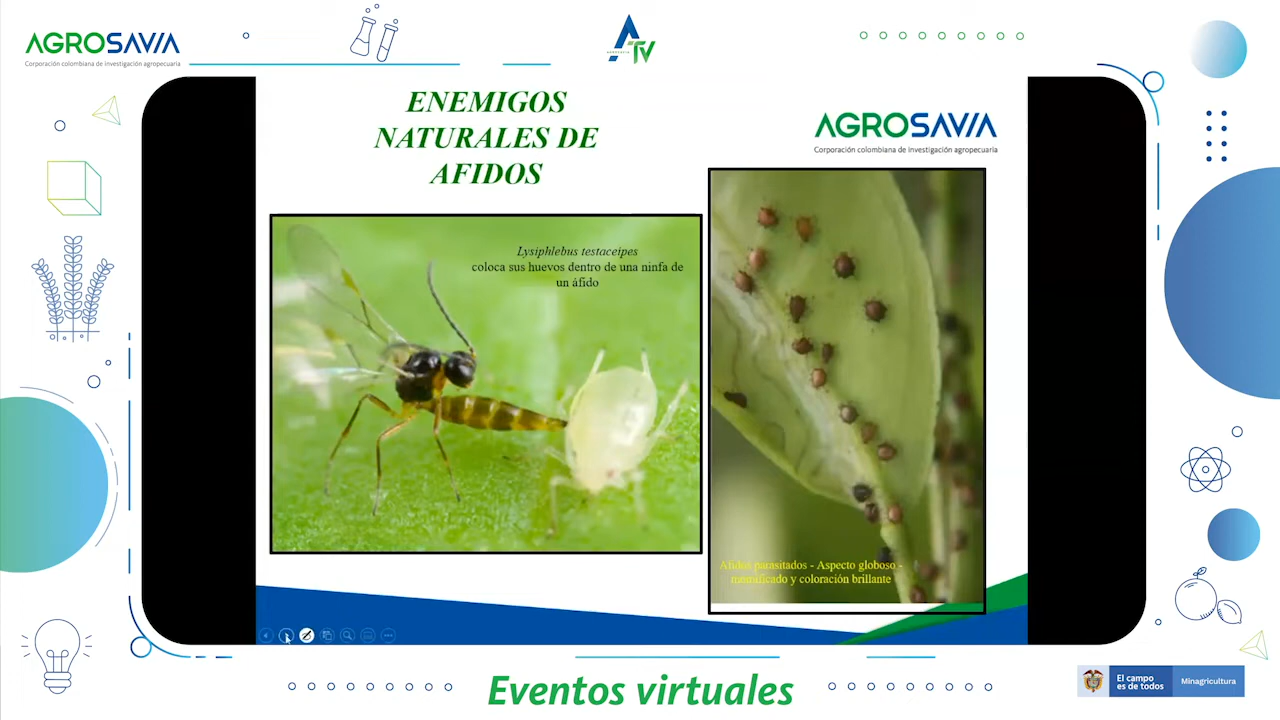 AGROSAVIA
Corporación colombiana de investigación agropecuaria
TV
ENEMIGOS
NATURALES DE
AFIDOS
AGROSAVIA
Corporación colombiana de investigación agropecuaria
Lysiphlebus testaceipes
coloca sus huevos dentro de una ninfa de
un áfido
Afidos parasitados - Aspecto globoso -
momificado y coloración brillante
Eventos virtuales
El campo
es de todos
Minagricultura